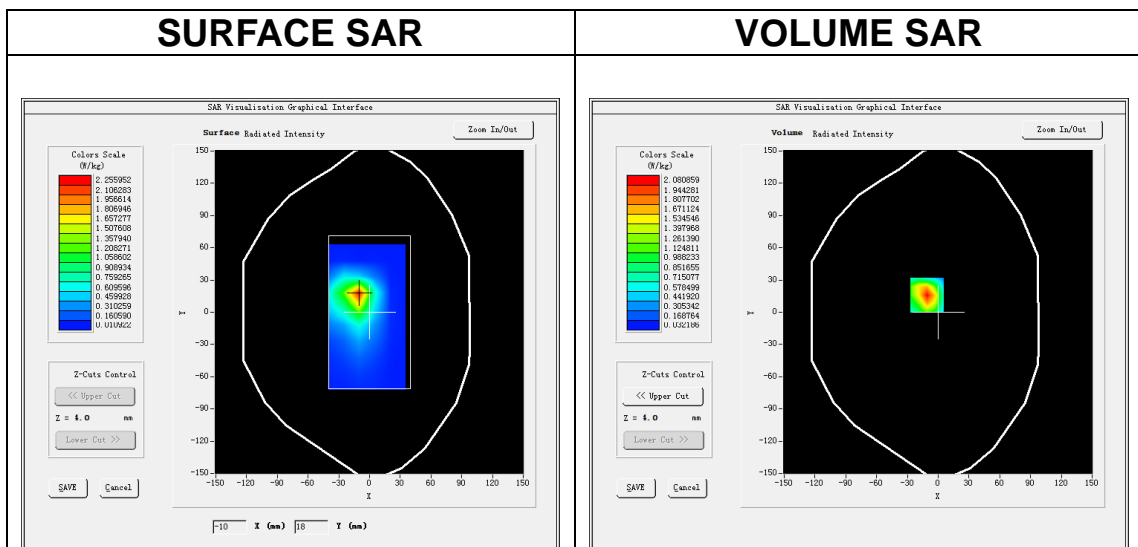 SURFACE SAR
VOLUME SAR
SAR Visualisation Graphical Interface
Surface Radiated Intensity
Zoom In/Out
Colors Scale
(W/kg)
2.255952
2.106283
1.956614
1.806946
1.657277
1.507608
1.357940
1.208271
1.058602
0.908934
0.759265
0.609596
0.459928
0.310259
0.160590
0.010922
150
120
90
60
30
0
-30
-60
-90
-120
-150
Y
-150 -120 -90 -60 -30 0 30 60 90 120 150
X
Z-Cuts Control
<< Upper Cut
Z = 4.0 mm
Lower Cut >>
SAVE Cancel
-10 X (mm) 18 Y (mm)
SAR Visualisation Graphical Interface
Volume Radiated Intensity
Zoom In/Out
Colors Scale
(W/kg)
2.080859
1.944281
1.807702
1.671124
1.534546
1.397968
1.261390
1.124811
0.988233
0.851655
0.715077
0.578499
0.441920
0.305342
0.168764
0.032186
150
120
90
60
30
0
-30
-60
-90
-120
-150
Y
-150 -120 -90 -60 -30 0 30 60 90 120 150
X
Z-Cuts Control
<< Upper Cut
Z = 4.0 mm
Lower Cut >>
SAVE Cancel